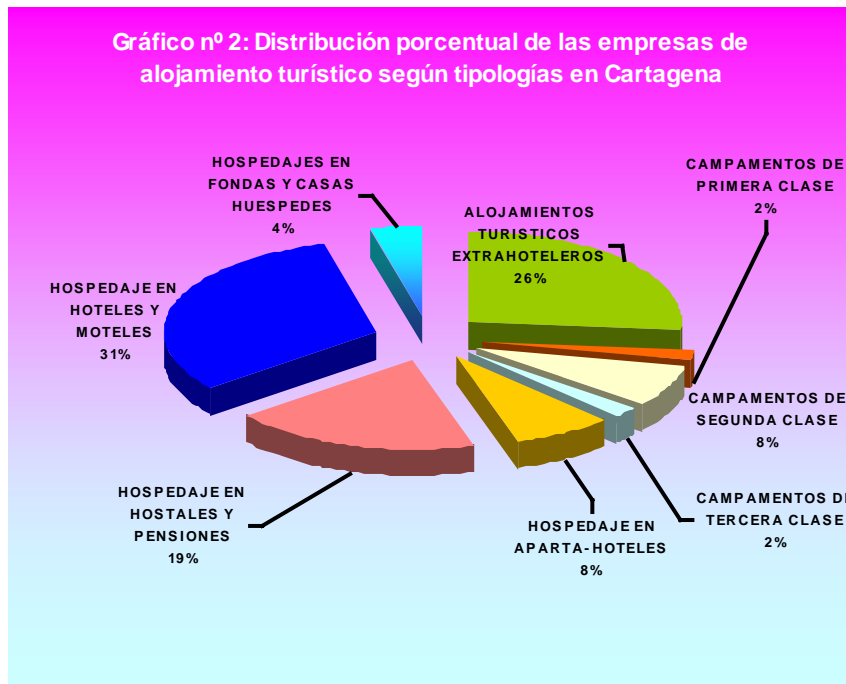 Gráfico nº 2: Distribución porcentual de las empresas de
alojamiento turístico según tipologías en Cartagena
HOSPEDAJES EN
FONDAS Y CASAS
HUESPEDES
4%
ALOJAMIENTOS
TURISTICOS
EXTRAHOTELEROS
26%
CAMPAMENTOS DE
PRIMERA CLASE
2%
HOSPEDAJE EN
HOTELES Y
MOTELES
31%
CAMPAMENTOS DE
SEGUNDA CLASE
8%
HOSPEDAJE EN
HOSTALES Y
PENSIONES
19%
HOSPEDAJE EN
APARTA-HOTELES
8%
CAMPAMENTOS DE
TERCERA CLASE
2%